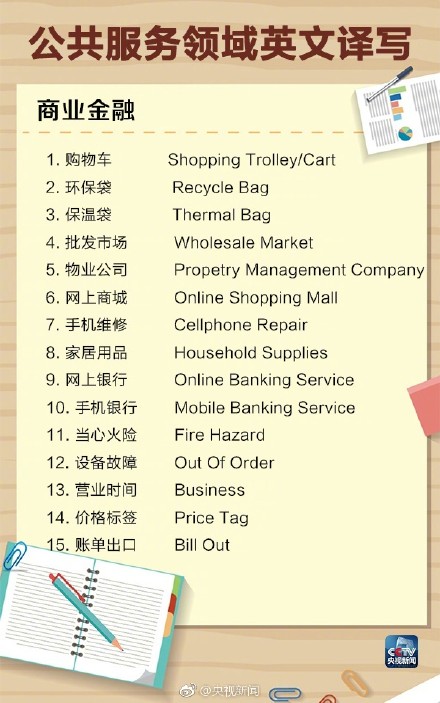 公共服务领域英文译写
商业金融
1. 购物车 Shopping Trolley/Cart
2. 环保袋 Recycle Bag
3. 保温袋 Thermal Bag
4. 批发市场 Wholesale Market
5. 物业公司 Propetry Management Company
6. 网上商城 Online Shopping Mall
7. 手机维修 Cellphone Repair
8. 家居用品 Household Supplies
9. 网上银行 Online Banking Service
10. 手机银行 Mobile Banking Service
11. 当心火险 Fire Hazard
12. 设备故障 Out Of Order
13. 营业时间 Business
14. 价格标签 Price Tag
15. 账单出口 Bill Out
CCTV
央视新闻
@央视新闻